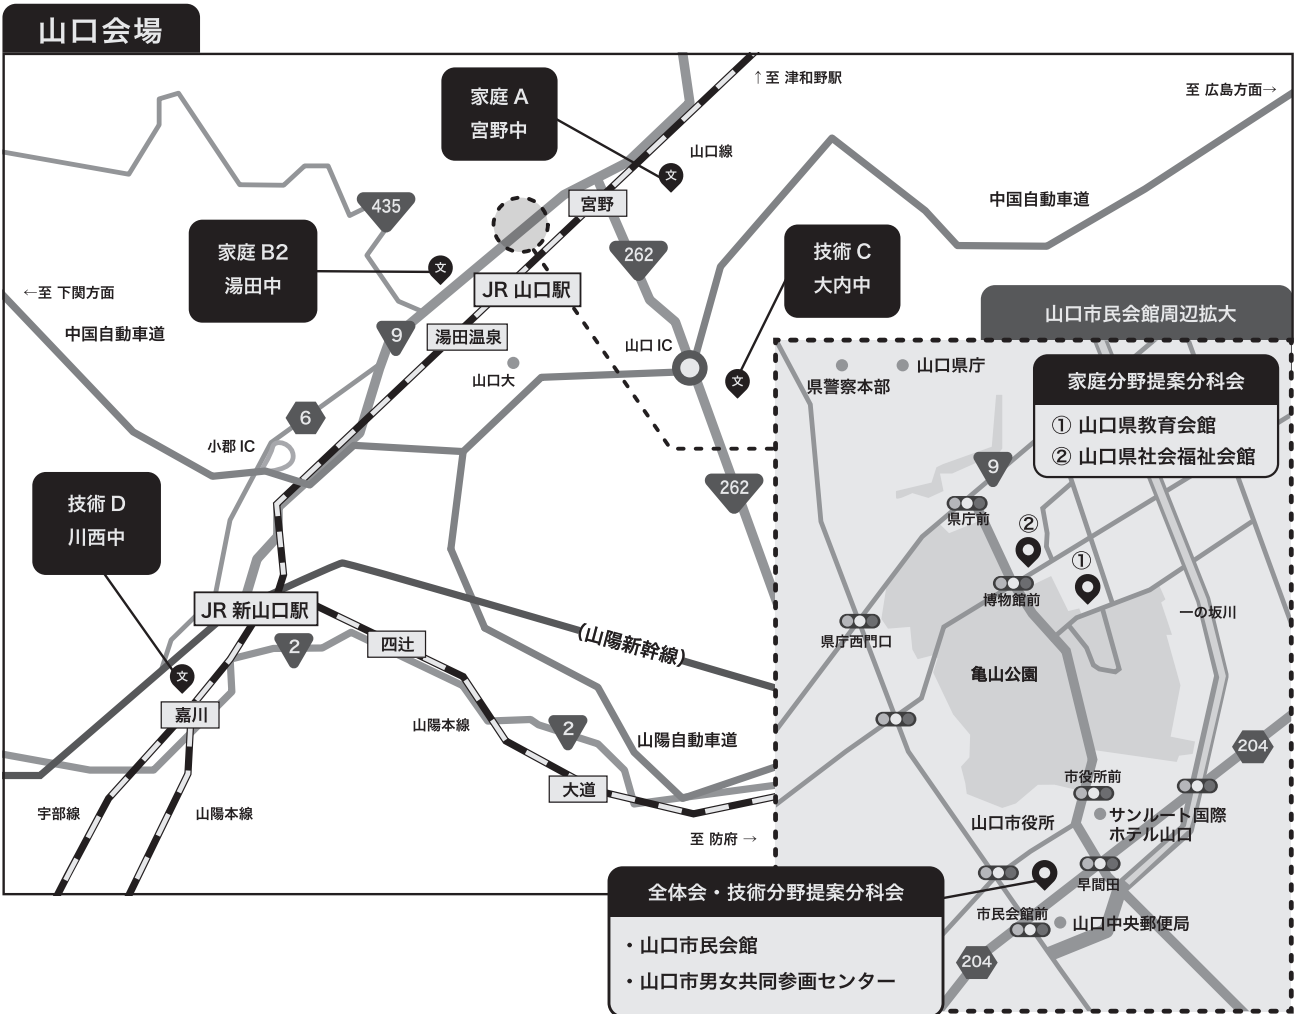 山口会場
↑至 津和野駅
至 広島方面→
家庭 A
宮野中
文
山口線
宮野
中国自動車道
435
家庭 B2
湯田中
文
262
技術 C
大内中
文
JR 山口駅
←至 下関方面
中国自動車道
9
湯田温泉
山口 IC
山口大
6
小郡 IC
262
技術 D
川西中
文
JR 新山口駅
2
四辻
(山陽新幹線)
嘉川
山陽本線
2
山陽自動車道
大道
宇部線
山陽本線
至 防府 →
山口市民会館周辺拡大
県警察本部
山口県庁
家庭分野提案分科会
① 山口県教育会館
② 山口県社会福祉会館
9
県庁前
②
①
博物館前
一の坂川
県庁西門口
亀山公園
204
市役所前
サンルート国際
ホテル山口
山口市役所
早間田
市民会館前
山口中央郵便局
204
全体会・技術分野提案分科会
・山口市民会館
・山口市男女共同参画センター